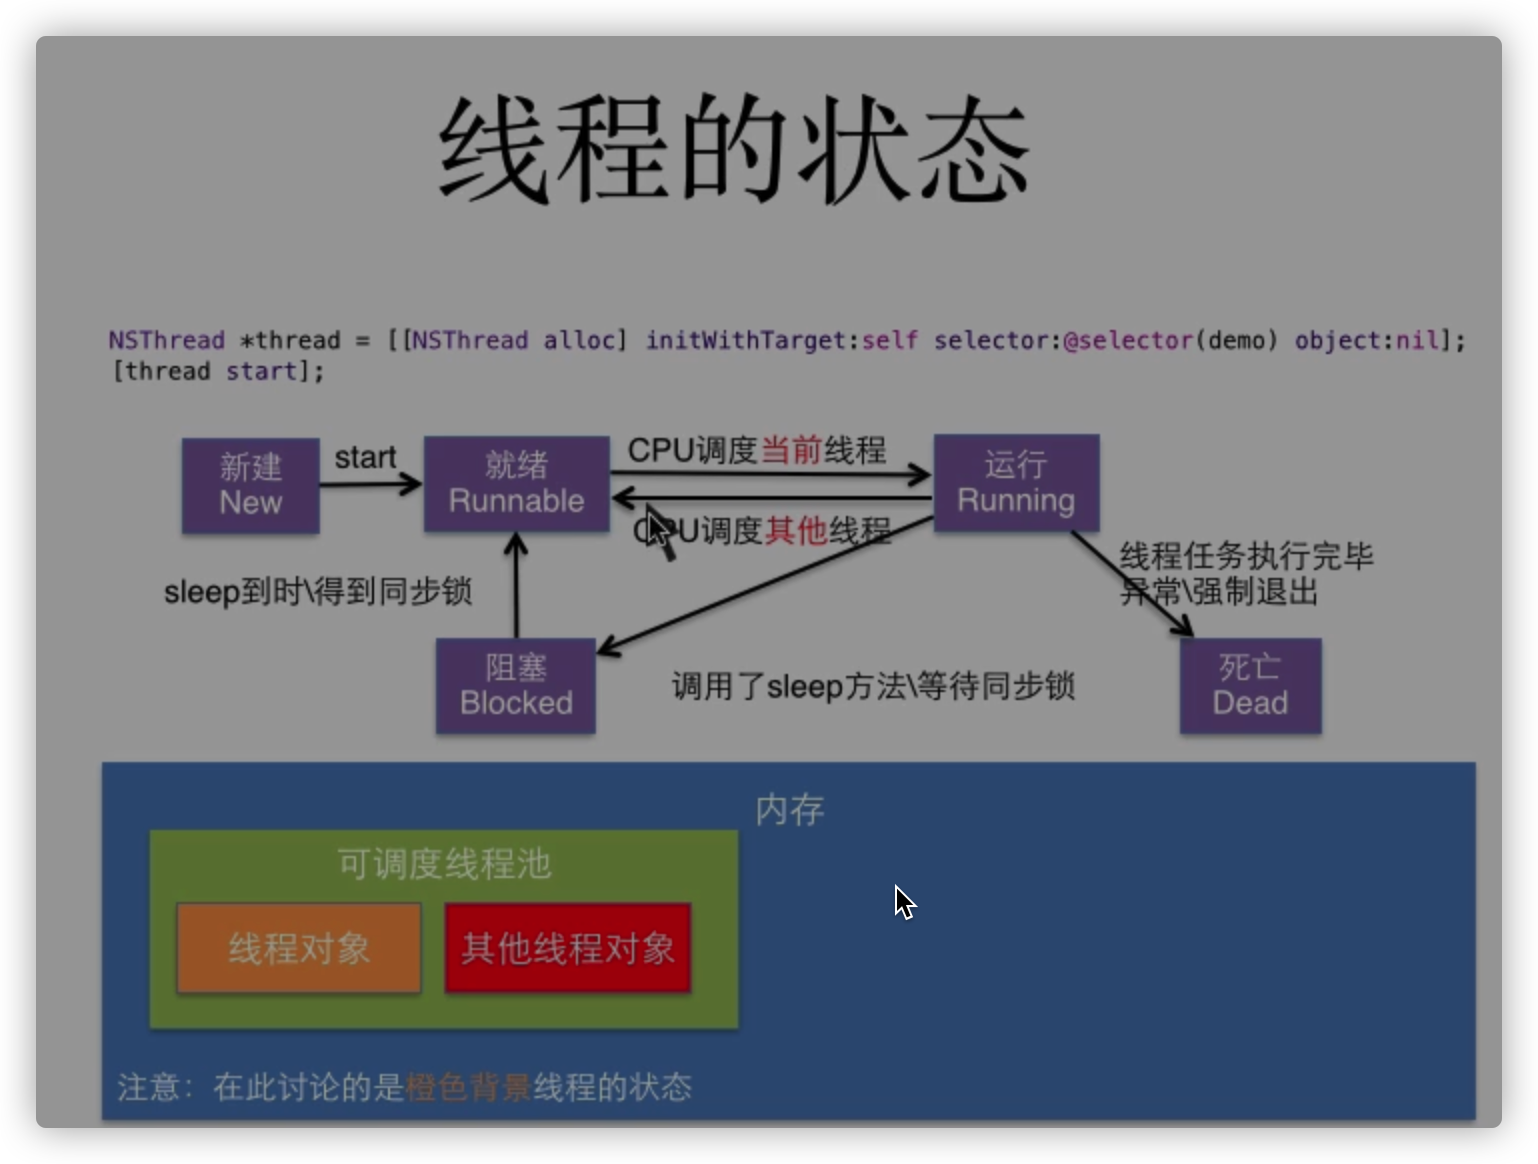 线程的状态
NSThread *thread = [[NSThread alloc] initWithTarget:self selector:@selector(demo) object:nil];
[thread start];
新建
New
start
就绪
Runnable
CPU调度当前线程
CPU调度其他线程
运行
Running
sleep到时\得到同步锁
线程任务执行完毕
异常\强制退出
阻塞
Blocked
调用了sleep方法\等待同步锁
死亡
Dead
内存
可调度线程池
线程对象
其他线程对象
注意：在此讨论的是橙色背景线程的状态